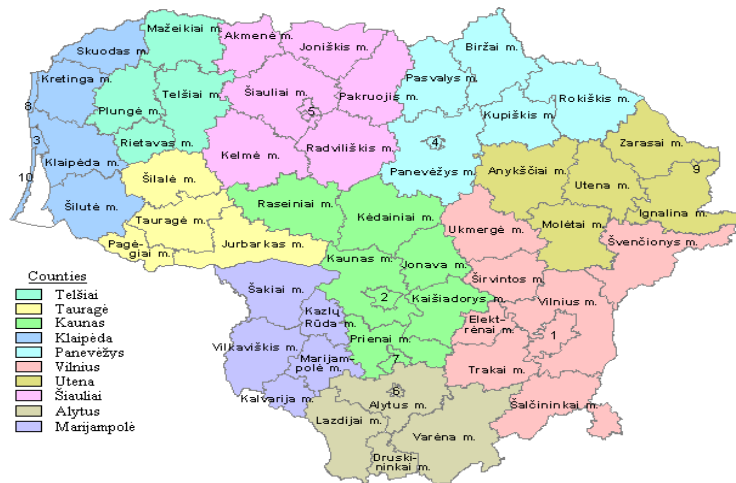 Mažeikiai m.
Akmenė m.
Skuodas m.
Joniškis m.
Biržai m.
Kretinga m.
Pasvalys m.
Telšiai m.
Šiauliai m.
Rokiškis m.
8
Plungė m.
5
Pakruojis m.
Kupiškis m.
3
Rietavas m.
Radviliškis m.
4
Zarasai m.
Klaipėda m.
Kelmė m.
Panevėžys m.
Anykščiai m.
9
10
Šilalė m.
Utena m.
Šilutė m.
Raseiniai m.
Kėdainiai m.
Ignalina m.
Tauragė m.
Ukmergė m.
Molėtai m.
Švenčionys m.
Pagė-
giai m.
Jurbarkas m.
Kaunas m.
Jonava m.
Širvintos m.
Counties
Telšiai
Tauragė
Kaunas
Klaipėda
Panevėžys
Vilnius
Utena
Šiauliai
Alytus
Marijampolė
Šakiai m.
2
Kaišiadorys m.
Vilnius m.
Kazlų
Rūda m.
Elekt-
rėnai m.
1
Vilkaviškis m.
Prienai m.
Marijam-
polė m.
7
Trakai m.
Kalvarija m.
6
Alytus m.
Šalčininkai m.
Lazdijai m.
Varėna m.
Druski-
ninkai m.